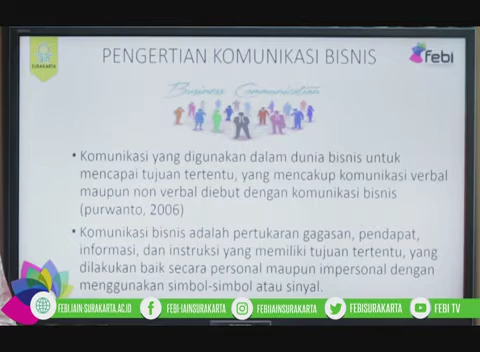 SURAKARTA
PENGERTIAN KOMUNIKASI BISNIS
febi
Business Communication
• Komunikasi yang digunakan dalam dunia bisnis untuk
mencapai tujuan tertentu, yang mencakup komunikasi verbal
maupun non verbal diebut dengan komunikasi bisnis
(purwanto, 2006)
• Komunikasi bisnis adalah pertukaran gagasan, pendapat,
informasi, dan instruksi yang memiliki tujuan tertentu, yang
dilakukan baik secara personal maupun impersonal dengan
menggunakan simbol-simbol atau sinyal.
FEBI.IAIN SURAKARTA.AC.ID FEBI-IAINSURAKARTA FEBIIAINSURAKARTA FEBISURAKARTA FEBI TV